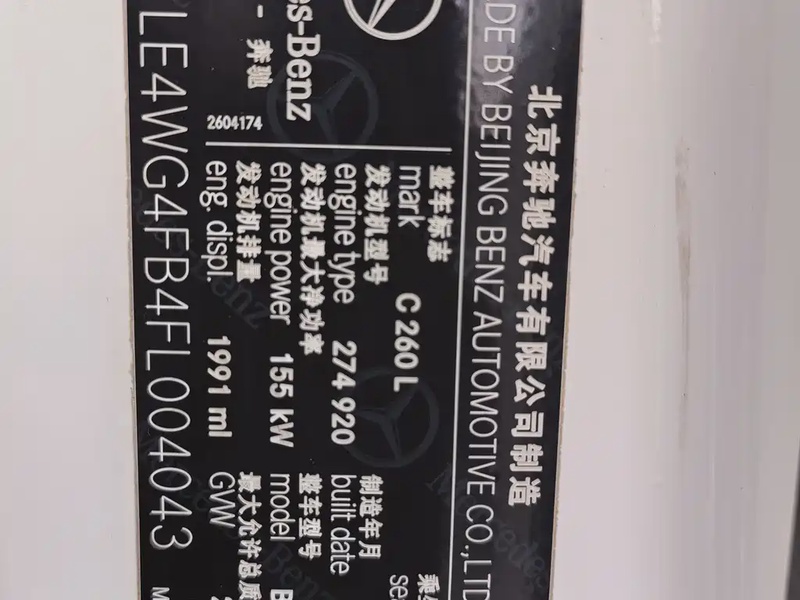 北京奔驰汽车有限公司制造
DE BY BEIJING BENZ AUTOMOTIVE CO.,LTD
es-Benz
- 奔驰
2604174
整车标志
mark C 260 L
发动机型号
engine type 274 920
发动机最大净功率
engine power 155 kW
发动机排量
eng. displ. 1991 ml
制造年月
built date
整车型号
model B
最大允许总质
GVW
LE4WG4FB4FL004043